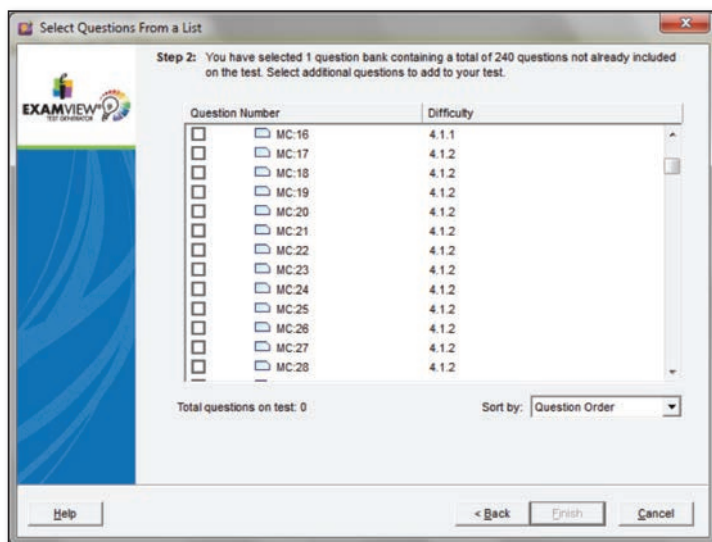 Select Questions From a List
EXAMVIEW
TEST GENERATOR
Step 2: You have selected 1 question bank containing a total of 240 questions not already included
on the test. Select additional questions to add to your test.
Question Number Difficulty
MC:16 4.1.1
MC:17 4.1.2
MC:18 4.1.2
MC:19 4.1.2
MC:20 4.1.2
MC:21 4.1.2
MC:22 4.1.2
MC:23 4.1.2
MC:24 4.1.2
MC:25 4.1.2
MC:26 4.1.2
MC:27 4.1.2
MC:28 4.1.2
Total questions on test: 0 Sort by: Question Order
Help < Back Finish Cancel